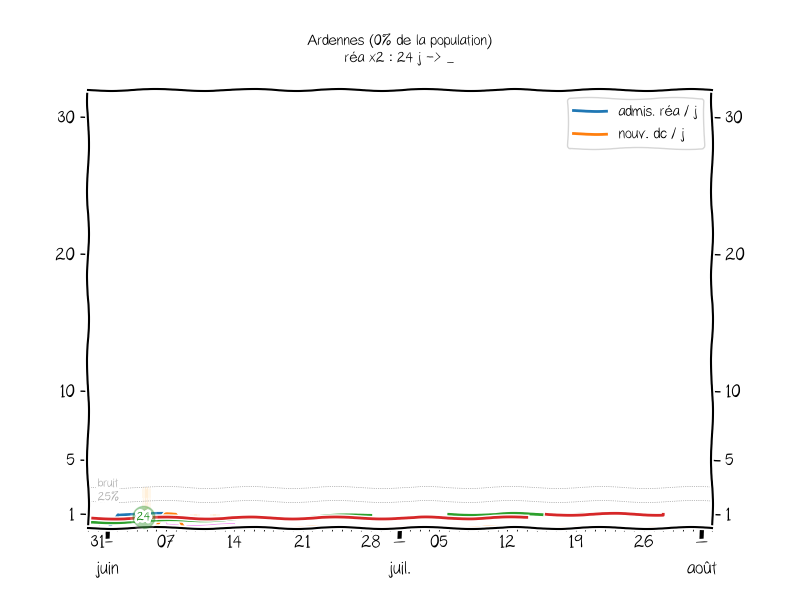 Ardennes (0% de la population)
réa x2 : 24 j -> _
admis. réa / j
nouv. dc / j
30 30
20 20
10 10
5 5
bruit
25%
24
1 1
31 07 14 21 28 05 12 19 26
juin juil. août